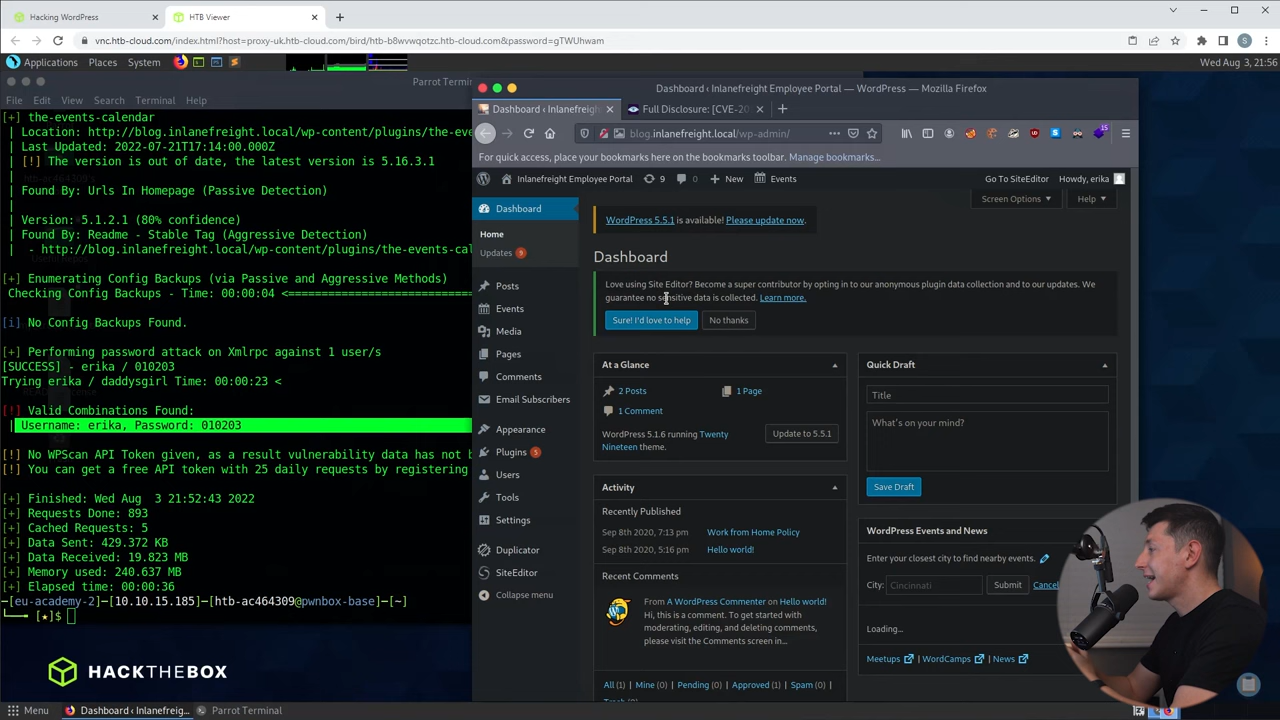 Hacking WordPress
HTB Viewer
vnc.htb-cloud.com/index.html?host=proxy-uk.htb-cloud.com/bird/htb-b8wvwqotzc.htb-cloud.com&password=gTWUhwam
Applications Places System
Wed Aug 3, 21:56
Parrot Termi
File Edit View Search Terminal Help
[+] the-events-calendar
| Location: http://blog.inlanefreight.local/wp-content/plugins/the-eve
| Last Updated: 2022-07-21T17:14:00.000Z
| [!] The version is out of date, the latest version is 5.16.3.1
|
| Found By: Urls In Homepage (Passive Detection)
|
| Version: 5.1.2.1 (80% confidence)
| Found By: Readme - Stable Tag (Aggressive Detection)
| - http://blog.inlanefreight.local/wp-content/plugins/the-events-cal
[+] Enumerating Config Backups (via Passive and Aggressive Methods)
Checking Config Backups - Time: 00:00:04 <=========================
[i] No Config Backups Found.
[+] Performing password attack on Xmlrpc against 1 user/s
[SUCCESS] - erika / 010203
Trying erika / daddysgirl Time: 00:00:23 <
[!] Valid Combinations Found:
| Username: erika, Password: 010203
[!] No WPScan API Token given, as a result vulnerability data has not b
[!] You can get a free API token with 25 daily requests by registering
[+] Finished: Wed Aug 3 21:52:43 2022
[+] Requests Done: 893
[+] Cached Requests: 5
[+] Data Sent: 429.372 KB
[+] Data Received: 19.823 MB
[+] Memory used: 240.637 MB
[+] Elapsed time: 00:00:36
─[eu-academy-2]─[10.10.15.185]─[htb-ac464309@pwnbox-base]─[~]
[★]$
HACKTHEBOX
Menu Dashboard ‹ Inlanefreig... Parrot Terminal
Dashboard ‹ Inlanefreight Employee Portal — WordPress — Mozilla Firefox
Dashboard ‹ Inlanefreigh
Full Disclosure: [CVE-20
blog.inlanefreight.local/wp-admin/
For quick access, place your bookmarks here on the bookmarks toolbar. Manage bookmarks...
Inlanefreight Employee Portal 9 0 New Events
Go To SiteEditor Howdy, erika
Screen Options Help
Dashboard
Home
Updates 9
Posts
Events
Media
Pages
Comments
Email Subscribers
Appearance
Plugins 5
Users
Tools
Settings
Duplicator
SiteEditor
Collapse menu
WordPress 5.5.1 is available! Please update now.
Dashboard
Love using Site Editor? Become a super contributor by opting in to our anonymous plugin data collection and to our updates. We
guarantee no sensitive data is collected. Learn more.
Sure! I'd love to help
No thanks
At a Glance
2 Posts
1 Page
1 Comment
WordPress 5.1.6 running Twenty
Nineteen theme.
Update to 5.5.1
Activity
Recently Published
Sep 8th 2020, 7:13 pm Work from Home Policy
Sep 8th 2020, 5:16 pm Hello world!
Recent Comments
From A WordPress Commenter on Hello world!
Hi, this is a comment. To get started with
moderating, editing, and deleting comments,
please visit the Comments screen in...
All (1) | Mine (0) | Pending (0) | Approved (1) | Spam (0) |
Quick Draft
Title
What's on your mind?
Save Draft
WordPress Events and News
Enter your closest city to find nearby events.
City: Cincinnati Submit Cancel
Loading...
Meetups | WordCamps | News